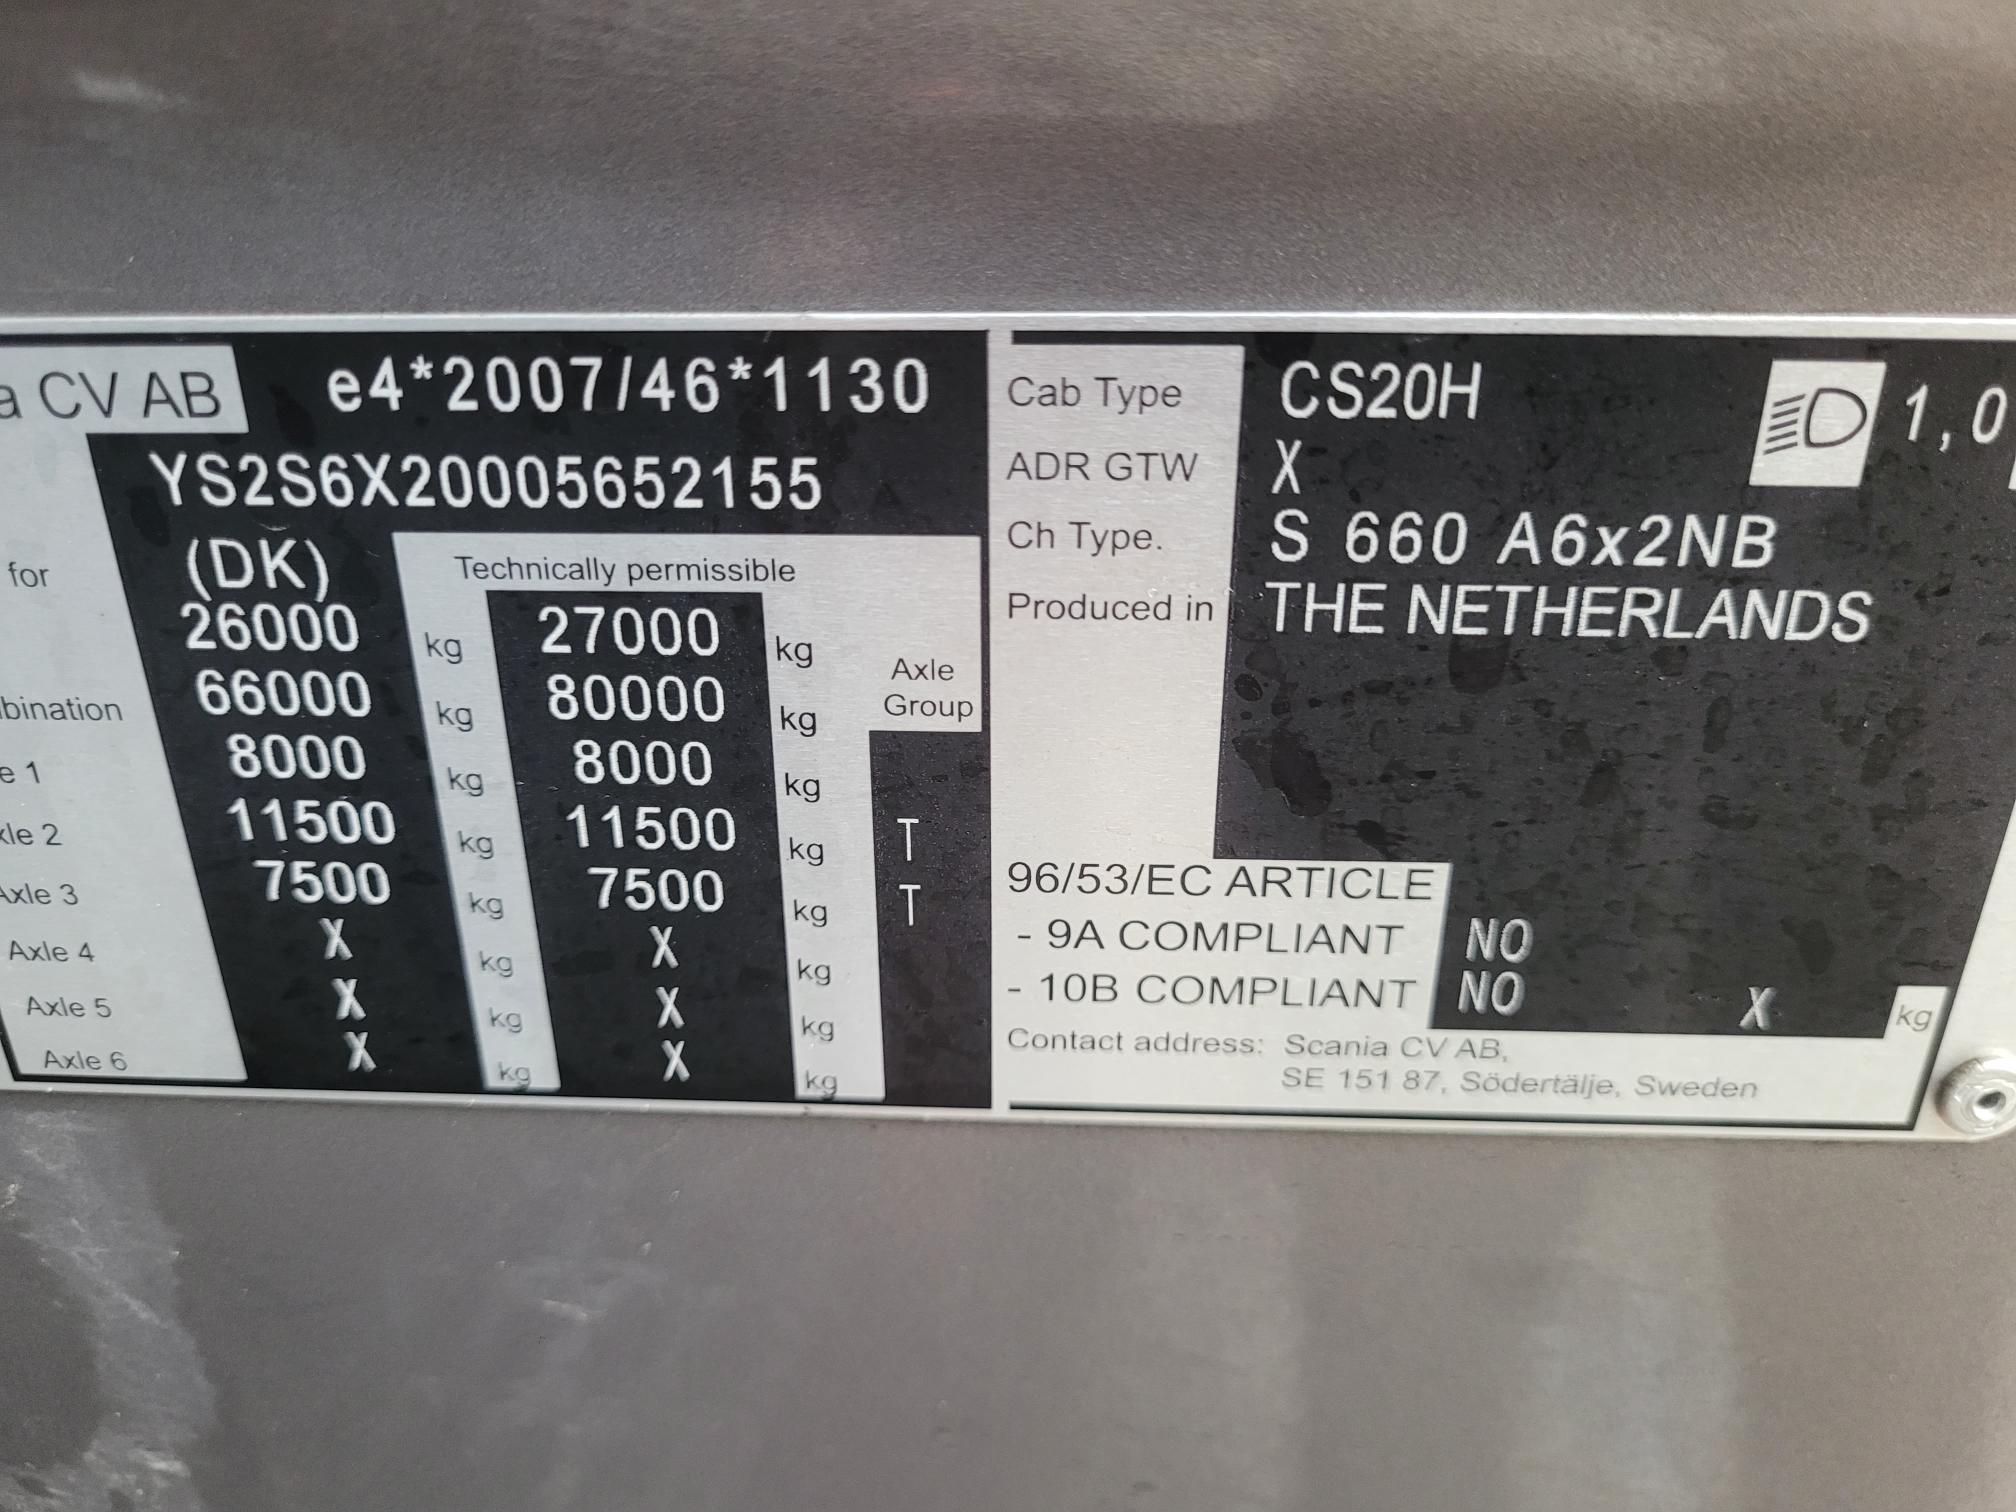 a CV AB e4*2007/46*1130
YS2S6X20005652155
for (DK) Technically permissible
26000 kg 27000 kg
bination 66000 kg 80000 kg Axle Group
e 1 8000 kg 8000 kg
xle 2 11500 kg 11500 kg T
Axle 3 7500 kg 7500 kg T
Axle 4 X kg X kg
Axle 5 X kg X kg
Axle 6 X kg X kg
Cab Type CS20H 1,0
ADR GTW X
Ch Type. S 660 A6x2NB
Produced in THE NETHERLANDS
96/53/EC ARTICLE
- 9A COMPLIANT NO
- 10B COMPLIANT NO X kg
Contact address: Scania CV AB,
SE 151 87, Södertälje, Sweden